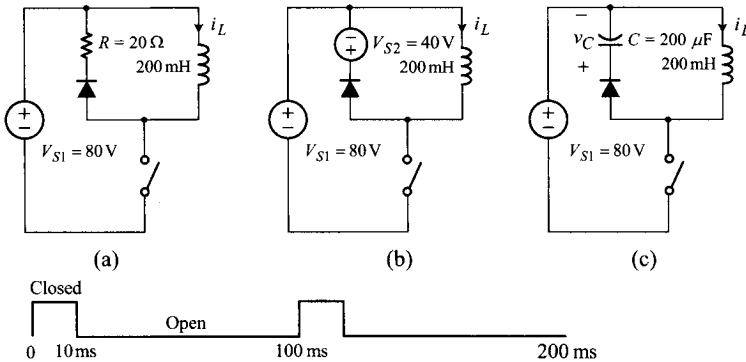 i_L
R = 20 Ω
200 mH
+
−
V_S1 = 80 V
(a)
i_L
−
+
V_S2 = 40 V
200 mH
+
−
V_S1 = 80 V
(b)
−
i_L
v_C
C = 200 μF
+
200 mH
+
−
V_S1 = 80 V
(c)
Closed
Open
0
10 ms
100 ms
200 ms